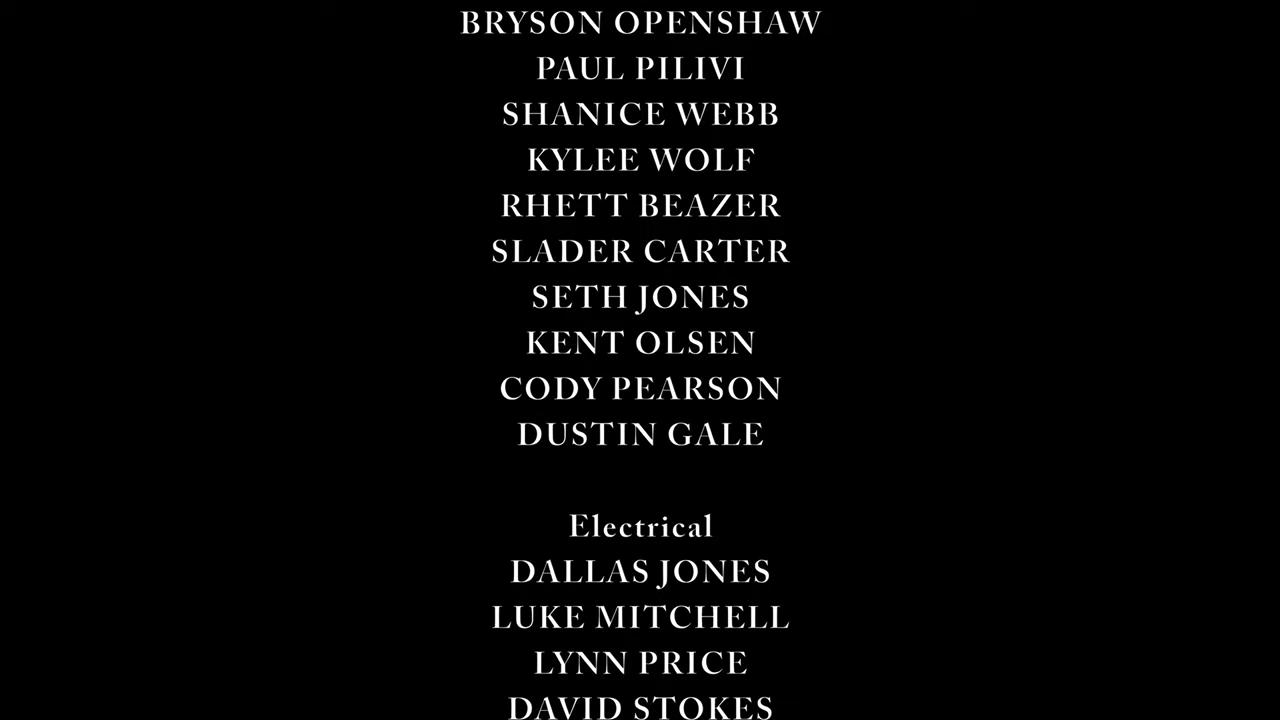 BRYSON OPENSHAW
PAUL PILIVI
SHANICE WEBB
KYLEE WOLF
RHETT BEAZER
SLADER CARTER
SETH JONES
KENT OLSEN
CODY PEARSON
DUSTIN GALE
Electrical
DALLAS JONES
LUKE MITCHELL
LYNN PRICE
DAVID STOKES